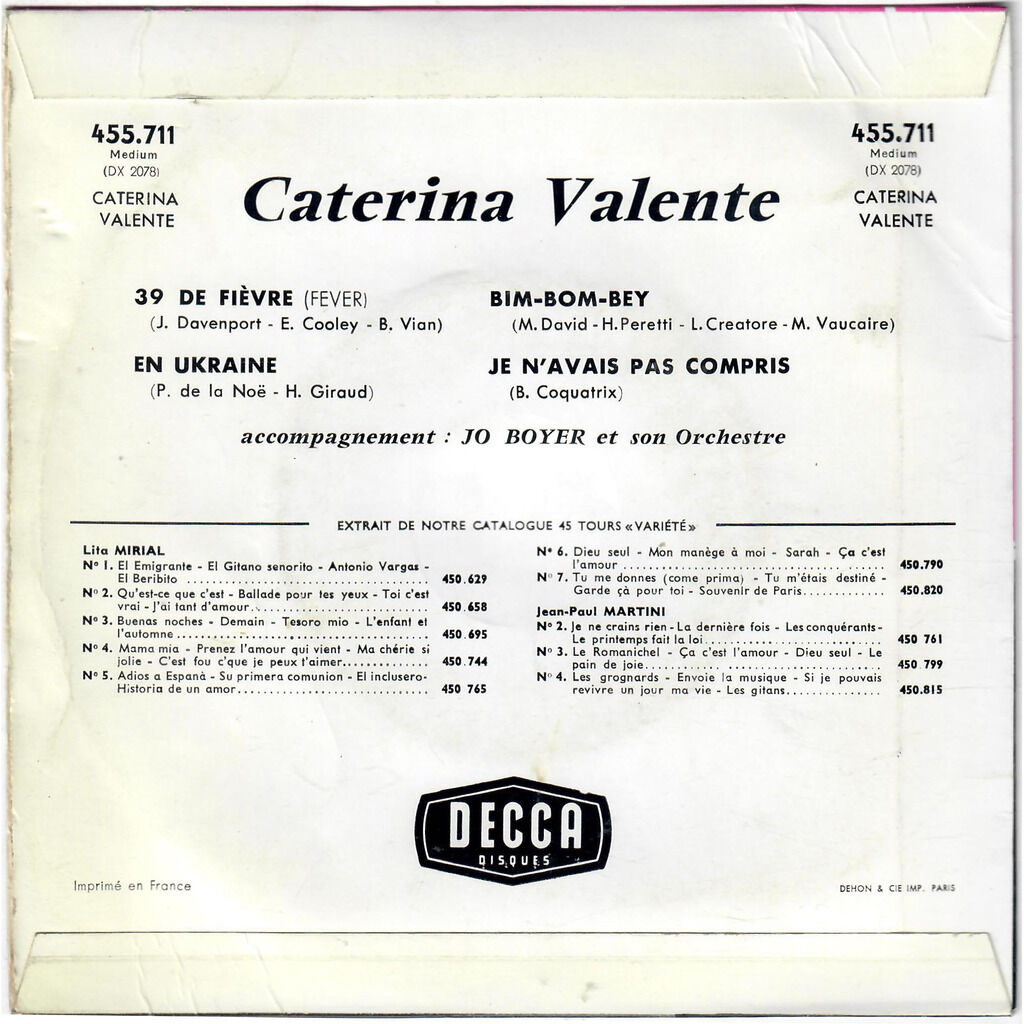 455.711
Medium
(DX 2078)
CATERINA
VALENTE
Caterina Valente
455.711
Medium
(DX 2078)
CATERINA
VALENTE
39 DE FIÈVRE (FEVER)
(J. Davenport - E. Cooley - B. Vian)
EN UKRAINE
(P. de la Noë - H. Giraud)
BIM-BOM-BEY
(M. David - H. Peretti - L. Creatore - M. Vaucaire)
JE N'AVAIS PAS COMPRIS
(B. Coquatrix)
accompagnement : JO BOYER et son Orchestre
EXTRAIT DE NOTRE CATALOGUE 45 TOURS «VARIÉTÉ»
Lita MIRIAL
N° 1. El Emigrante - El Gitano senorito - Antonio Vargas -
El Beribito .......... 450.629
N° 2. Qu'est-ce que c'est - Ballade pour tes yeux - Toi c'est
vrai - J'ai tant d'amour .......... 450.658
N° 3. Buenas noches - Demain - Tesoro mio - L'enfant et
l'automne .......... 450.695
N° 4. Mama mia - Prenez l'amour qui vient - Ma chérie si
jolie - C'est fou c'que je peux t'aimer .......... 450.744
N° 5. Adios a Espanà - Su primera comunion - El inclusero-
Historia de un amor .......... 450 765
N° 6. Dieu seul - Mon manège à moi - Sarah - Ça c'est
l'amour .......... 450.790
N° 7. Tu me donnes (come prima) - Tu m'étais destiné -
Garde çà pour toi - Souvenir de Paris .......... 450.820
Jean-Paul MARTINI
N° 2. Je ne crains rien - La dernière fois - Les conquérants-
Le printemps fait la loi .......... 450 761
N° 3. Le Romanichel - Ça c'est l'amour - Dieu seul - Le
pain de joie .......... 450 799
N° 4. Les grognards - Envoie la musique - Si je pouvais
revivre un jour ma vie - Les gitans .......... 450.815
DECCA
DISQUES
Imprimé en France
DEHON & CIE IMP. PARIS